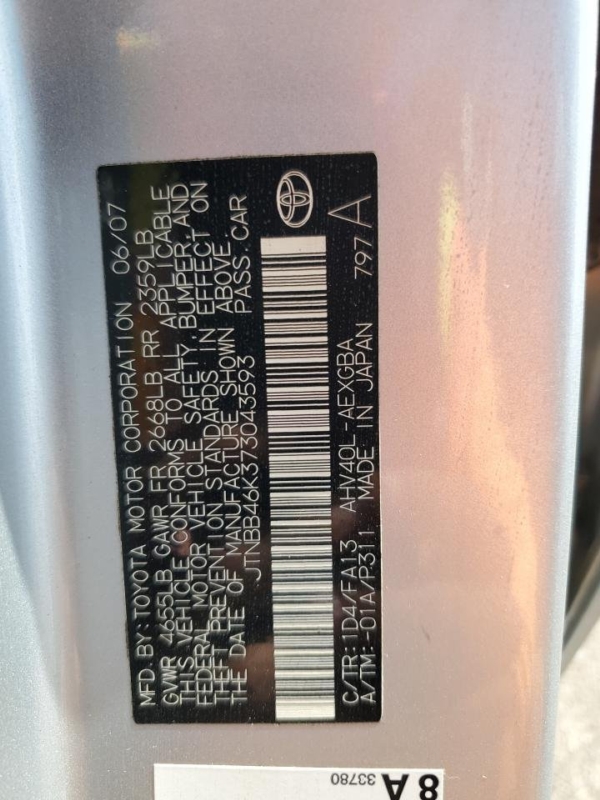 MFD. BY: TOYOTA MOTOR CORPORATION 06/07
GVWR 4655LB GAWR FR 2668LB RR 2359LB
THIS VEHICLE CONFORMS TO ALL APPLICABLE
FEDERAL MOTOR VEHICLE SAFETY, BUMPER, AND
THEFT PREVENTION STANDARDS IN EFFECT ON
THE DATE OF MANUFACTURE SHOWN ABOVE.
JTNBB46K373043593 PASS. CAR
C/TR: 1D4/FA13 AHV40L-AEXGBA
A/TM: -01A/P311 MADE IN JAPAN 797 A
8 A
33780